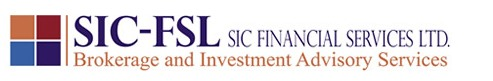 SIC-FSL SIC FINANCIAL SERVICES LTD.
Brokerage and Investment Advisory Services